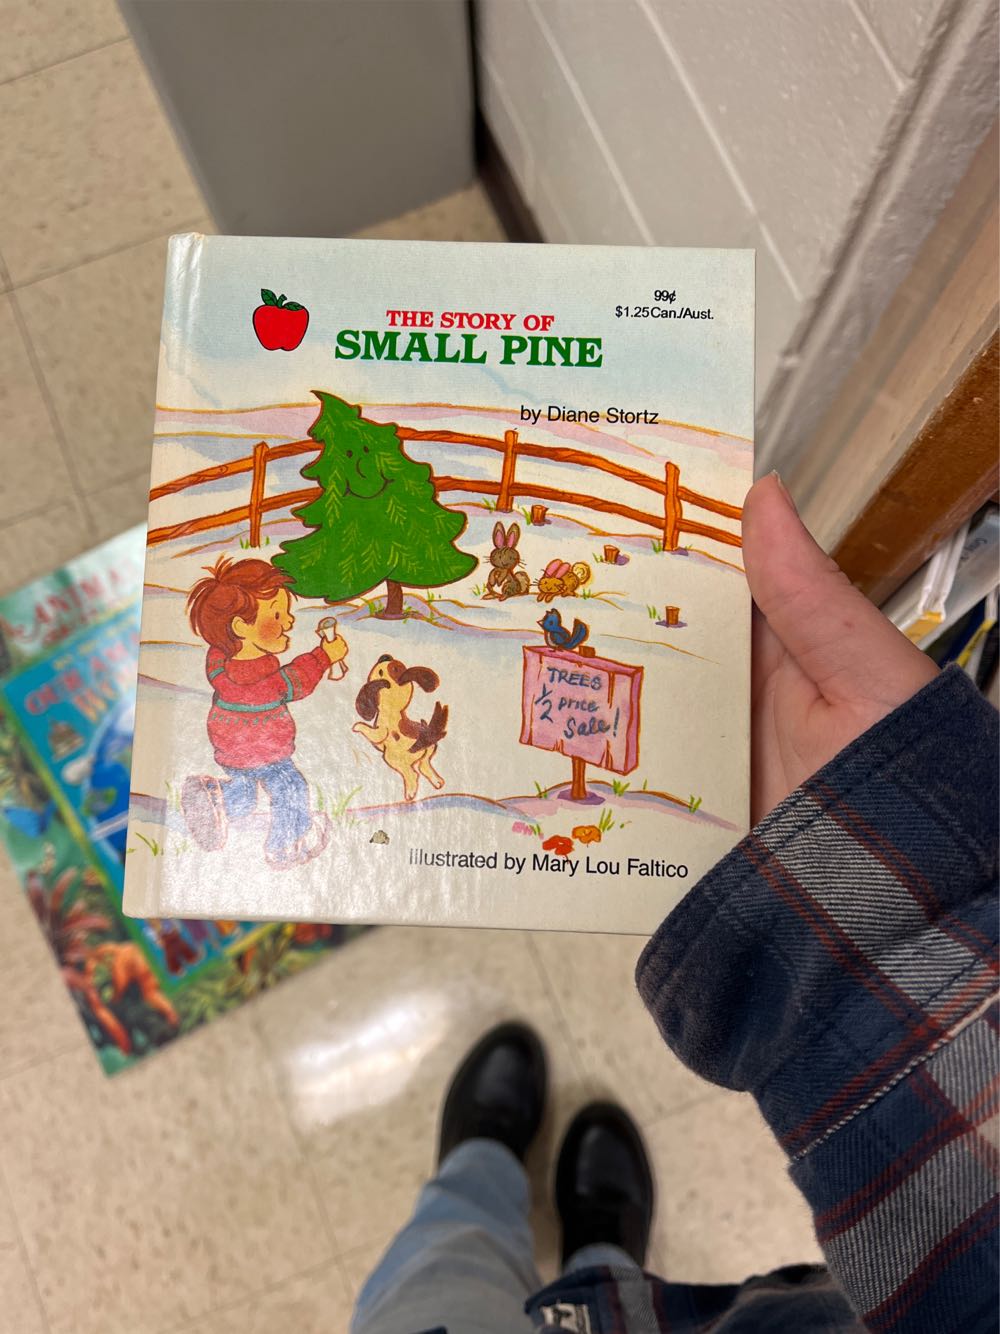 99¢
$1.25 Can./Aust.
THE STORY OF
SMALL PINE
by Diane Stortz
TREES
1/2 price
Sale!
Illustrated by Mary Lou Faltico